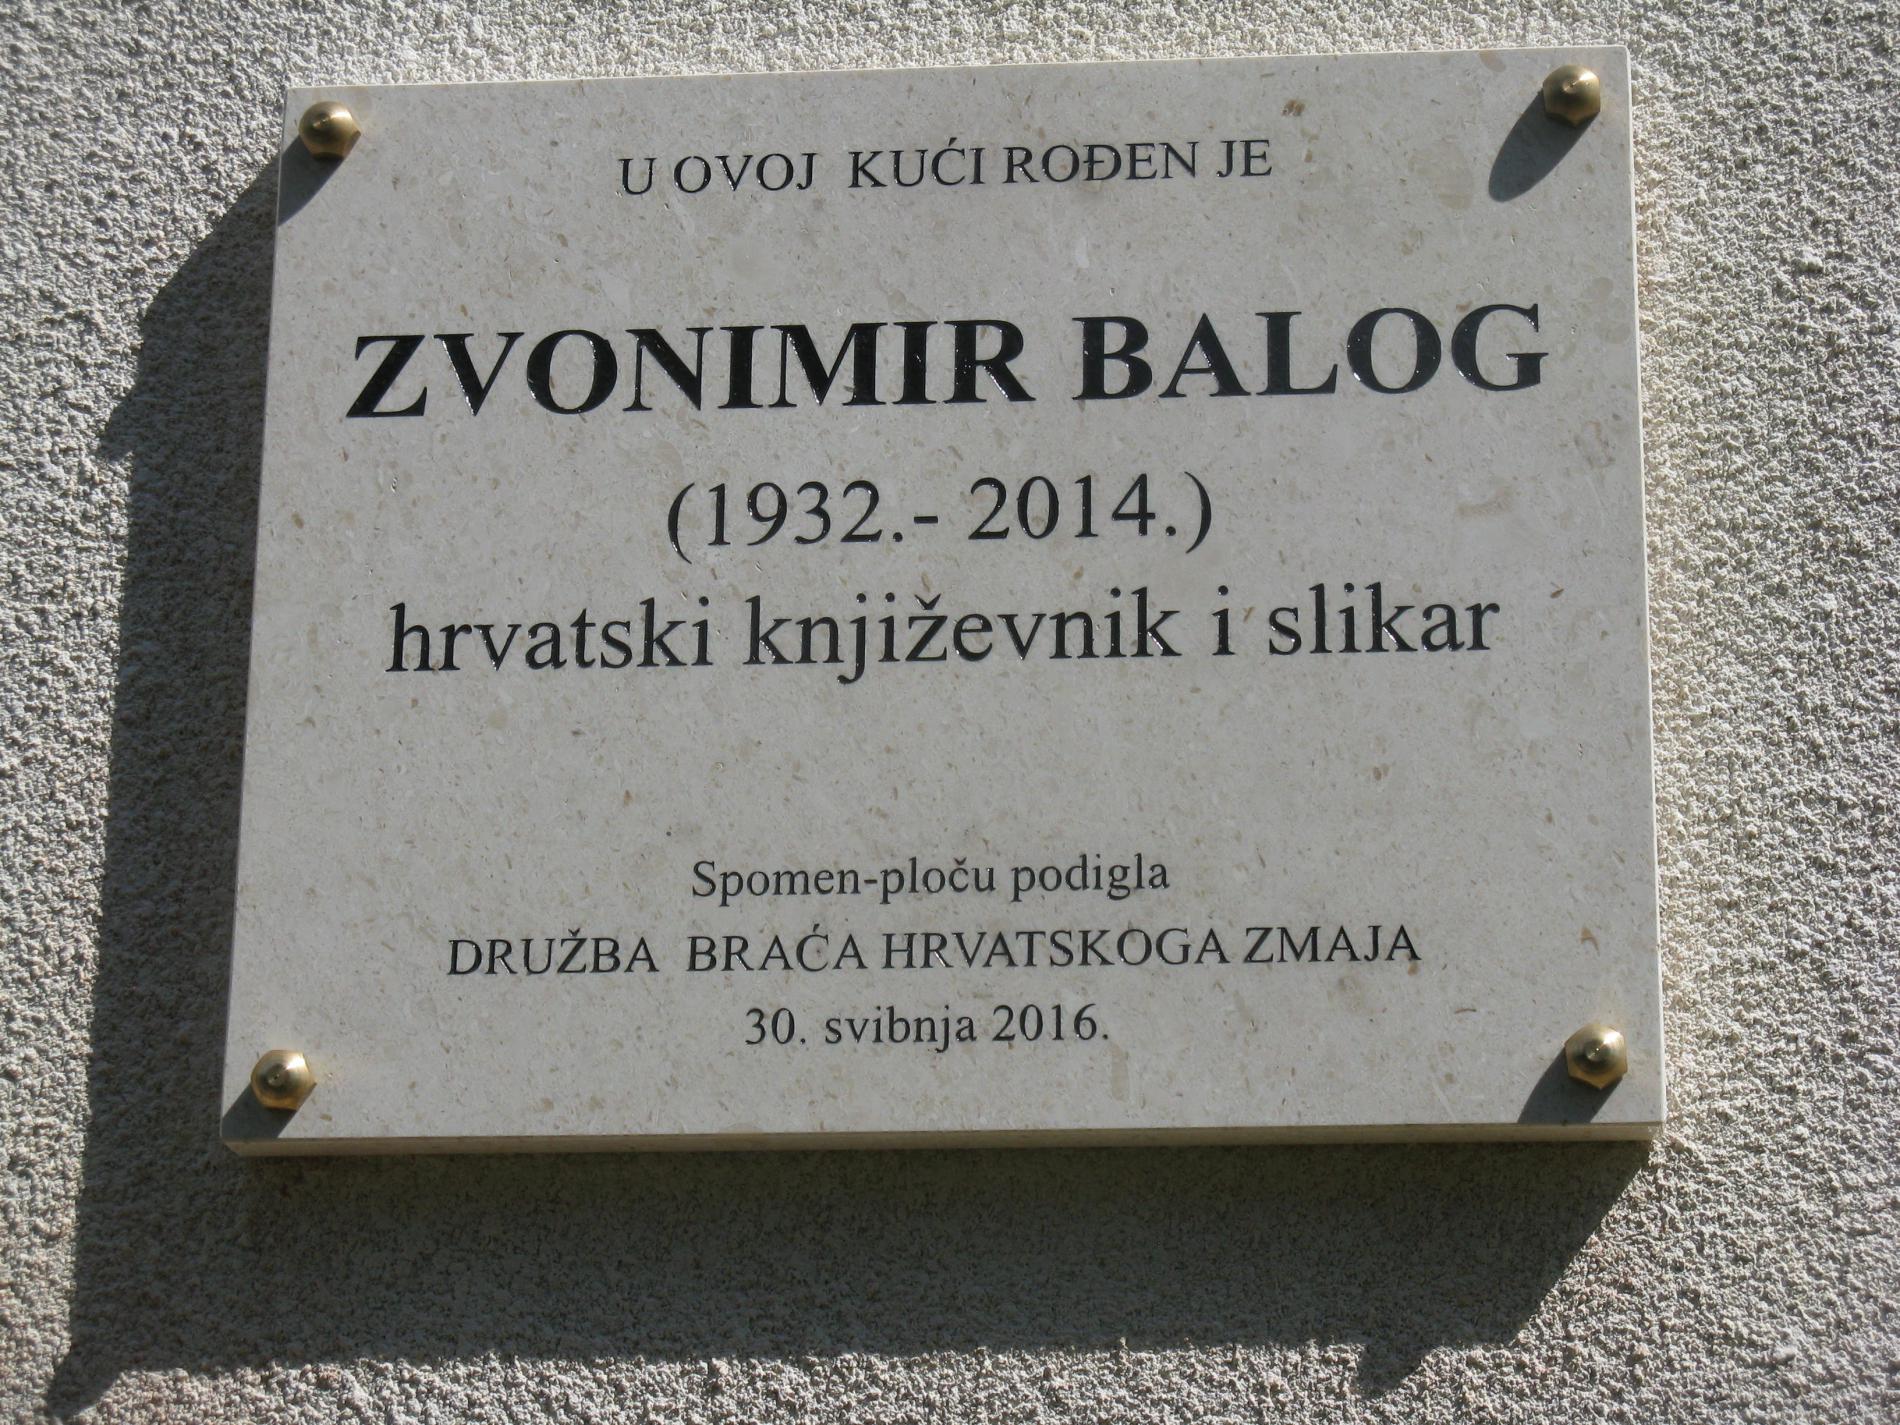 U OVOJ KUĆI ROĐEN JE
ZVONIMIR BALOG
(1932.- 2014.)
hrvatski književnik i slikar
Spomen-ploču podigla
DRUŽBA BRAĆA HRVATSKOGA ZMAJA
30. svibnja 2016.